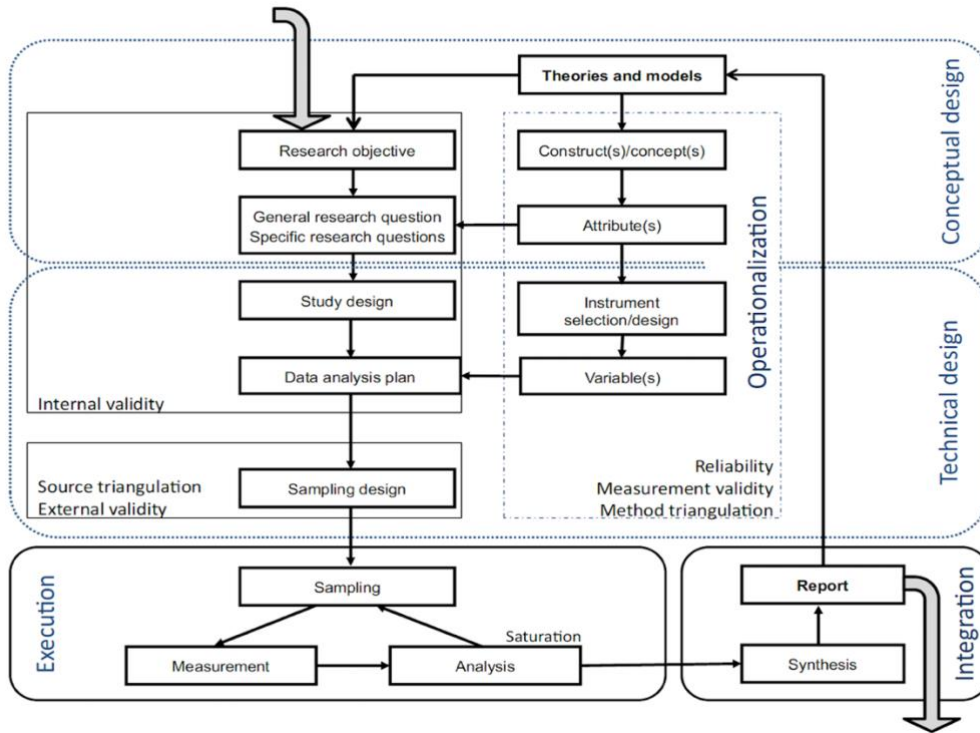 Theories and models
Conceptual design
Research objective
Construct(s)/concept(s)
General research question
Specific research questions
Attribute(s)
Operationalization
Study design
Instrument
selection/design
Data analysis plan
Variable(s)
Internal validity
Technical design
Reliability
Measurement validity
Method triangulation
Source triangulation
External validity
Sampling design
Execution
Sampling
Saturation
Measurement
Analysis
Report
Synthesis
Integration